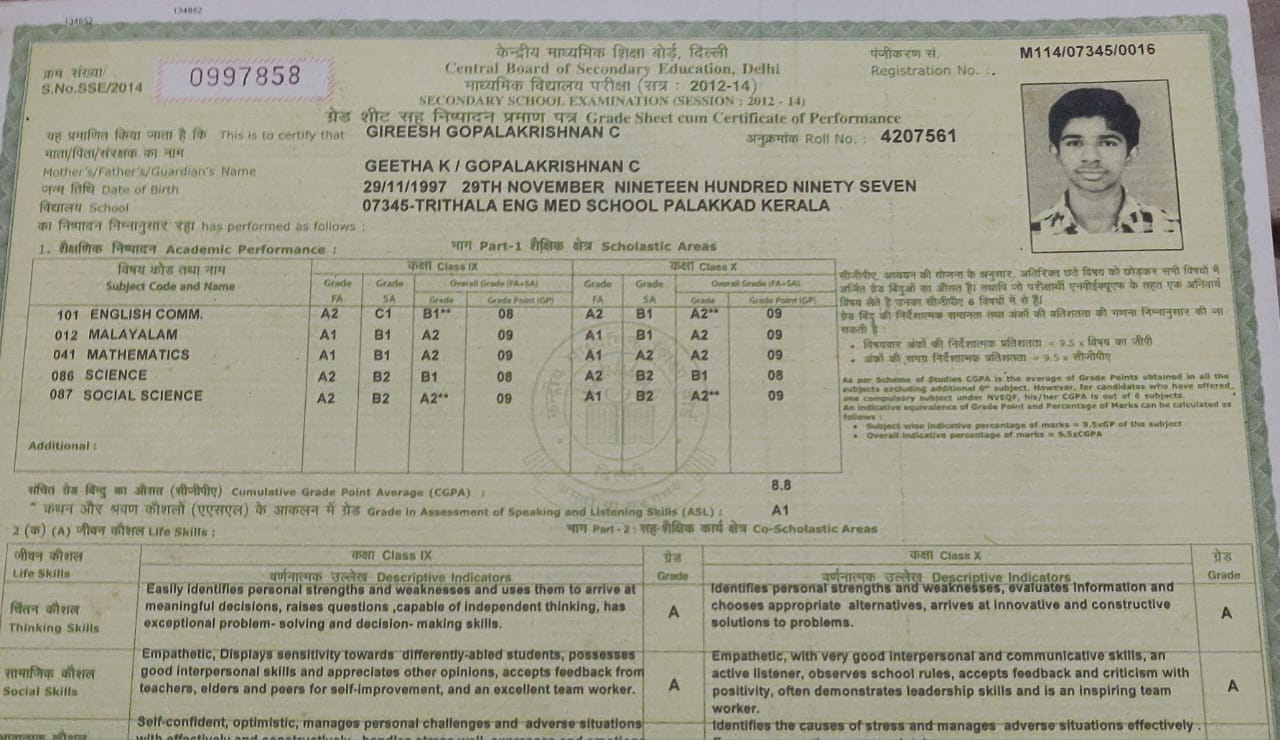 134862
134852
केन्द्रीय माध्यमिक शिक्षा बोर्ड, दिल्ली
पंजीकरण सं. M114/07345/0016
क्रम संख्या/ 0997858
Central Board of Secondary Education, Delhi
Registration No. :.
S.No.SSE/2014
माध्यमिक विद्यालय परीक्षा (सत्र : 2012-14)
SECONDARY SCHOOL EXAMINATION (SESSION : 2012 - 14)
ग्रेड शीट सह निष्पादन प्रमाण पत्र Grade Sheet cum Certificate of Performance
यह प्रमाणित किया जाता है कि This is to certify that GIREESH GOPALAKRISHNAN C अनुक्रमांक Roll No. : 4207561
माता/पिता/संरक्षक का नाम
Mother's/Father's/Guardian's Name GEETHA K / GOPALAKRISHNAN C
जन्म तिथि Date of Birth 29/11/1997 29TH NOVEMBER NINETEEN HUNDRED NINETY SEVEN
विद्यालय School 07345-TRITHALA ENG MED SCHOOL PALAKKAD KERALA
का निष्पादन निम्नानुसार रहा has performed as follows :
1. शैक्षणिक निष्पादन Academic Performance : भाग Part-1 शैक्षिक क्षेत्र Scholastic Areas
विषय कोड तथा नाम कक्षा Class IX कक्षा Class X
Subject Code and Name Grade FA Grade SA Overall Grade (FA+SA) Grade FA Grade SA Overall Grade (FA+SA)
Grade Grade Point (GP) Grade Grade Point (GP)
101 ENGLISH COMM. A2 C1 B1** 08 A2 B1 A2** 09
012 MALAYALAM A1 B1 A2 09 A1 B1 A2 09
041 MATHEMATICS A1 B1 A2 09 A1 A2 A2 09
086 SCIENCE A2 B2 B1 08 A2 B2 B1 08
087 SOCIAL SCIENCE A2 B2 A2** 09 A1 B2 A2** 09
Additional :
सीजीपीए, अध्ययन की योजना के अनुसार, अतिरिक्त छठे विषय को छोड़कर सभी विषयों में
अर्जित ग्रेड बिंदुओं का औसत है। तथापि जो परीक्षार्थी एनवीईक्यूएफ के तहत एक अनिवार्य
विषय लेते है उनका सीजीपीए 6 विषयों में से है।
ग्रेड बिंदु की निर्देशात्मक समानता तथा अंकों की प्रतिशतता की गणना निम्नानुसार की जा
सकती है :
• विषयवार अंकों की निर्देशात्मक प्रतिशतता = 9.5 x विषय का जीपी
• अंकों की समग्र निर्देशात्मक प्रतिशतता = 9.5 x सीजीपीए
As per Scheme of Studies CGPA is the average of Grade Points obtained in all the
subjects excluding additional 6th subject. However, for candidates who have offered
one compulsory subject under NVEQF, his/her CGPA is out of 6 subjects.
An indicative equivalence of Grade Point and Percentage of Marks can be calculated as
follows :
• Subject wise indicative percentage of marks = 9.5xGP of the subject
• Overall indicative percentage of marks = 9.5xCGPA
संचित ग्रेड बिन्दु का औसत (सीजीपीए) Cumulative Grade Point Average (CGPA) : 8.8
** कथन और श्रवण कौशलों (एएसएल) के आकलन में ग्रेड Grade in Assessment of Speaking and Listening Skills (ASL) : A1
2 (क) (A) जीवन कौशल Life Skills : भाग Part - 2 : सह-शैक्षिक कार्य क्षेत्र Co-Scholastic Areas
जीवन कौशल कक्षा Class IX ग्रेड कक्षा Class X ग्रेड
Life Skills वर्णनात्मक उल्लेख Descriptive Indicators Grade वर्णनात्मक उल्लेख Descriptive Indicators Grade
चिंतन कौशल
Thinking Skills
Easily identifies personal strengths and weaknesses and uses them to arrive at
meaningful decisions, raises questions ,capable of independent thinking, has
exceptional problem- solving and decision- making skills.
A
Identifies personal strengths and weaknesses, evaluates information and
chooses appropriate alternatives, arrives at innovative and constructive
solutions to problems.
A
सामाजिक कौशल
Social Skills
Empathetic, Displays sensitivity towards differently-abled students, possesses
good interpersonal skills and appreciates other opinions, accepts feedback from
teachers, elders and peers for self-improvement, and an excellent team worker.
A
Empathetic, with very good interpersonal and communicative skills, an
active listener, observes school rules, accepts feedback and criticism with
positivity, often demonstrates leadership skills and is an inspiring team
worker.
A
Self-confident, optimistic, manages personal challenges and adverse situations
Identifies the causes of stress and manages adverse situations effectively .